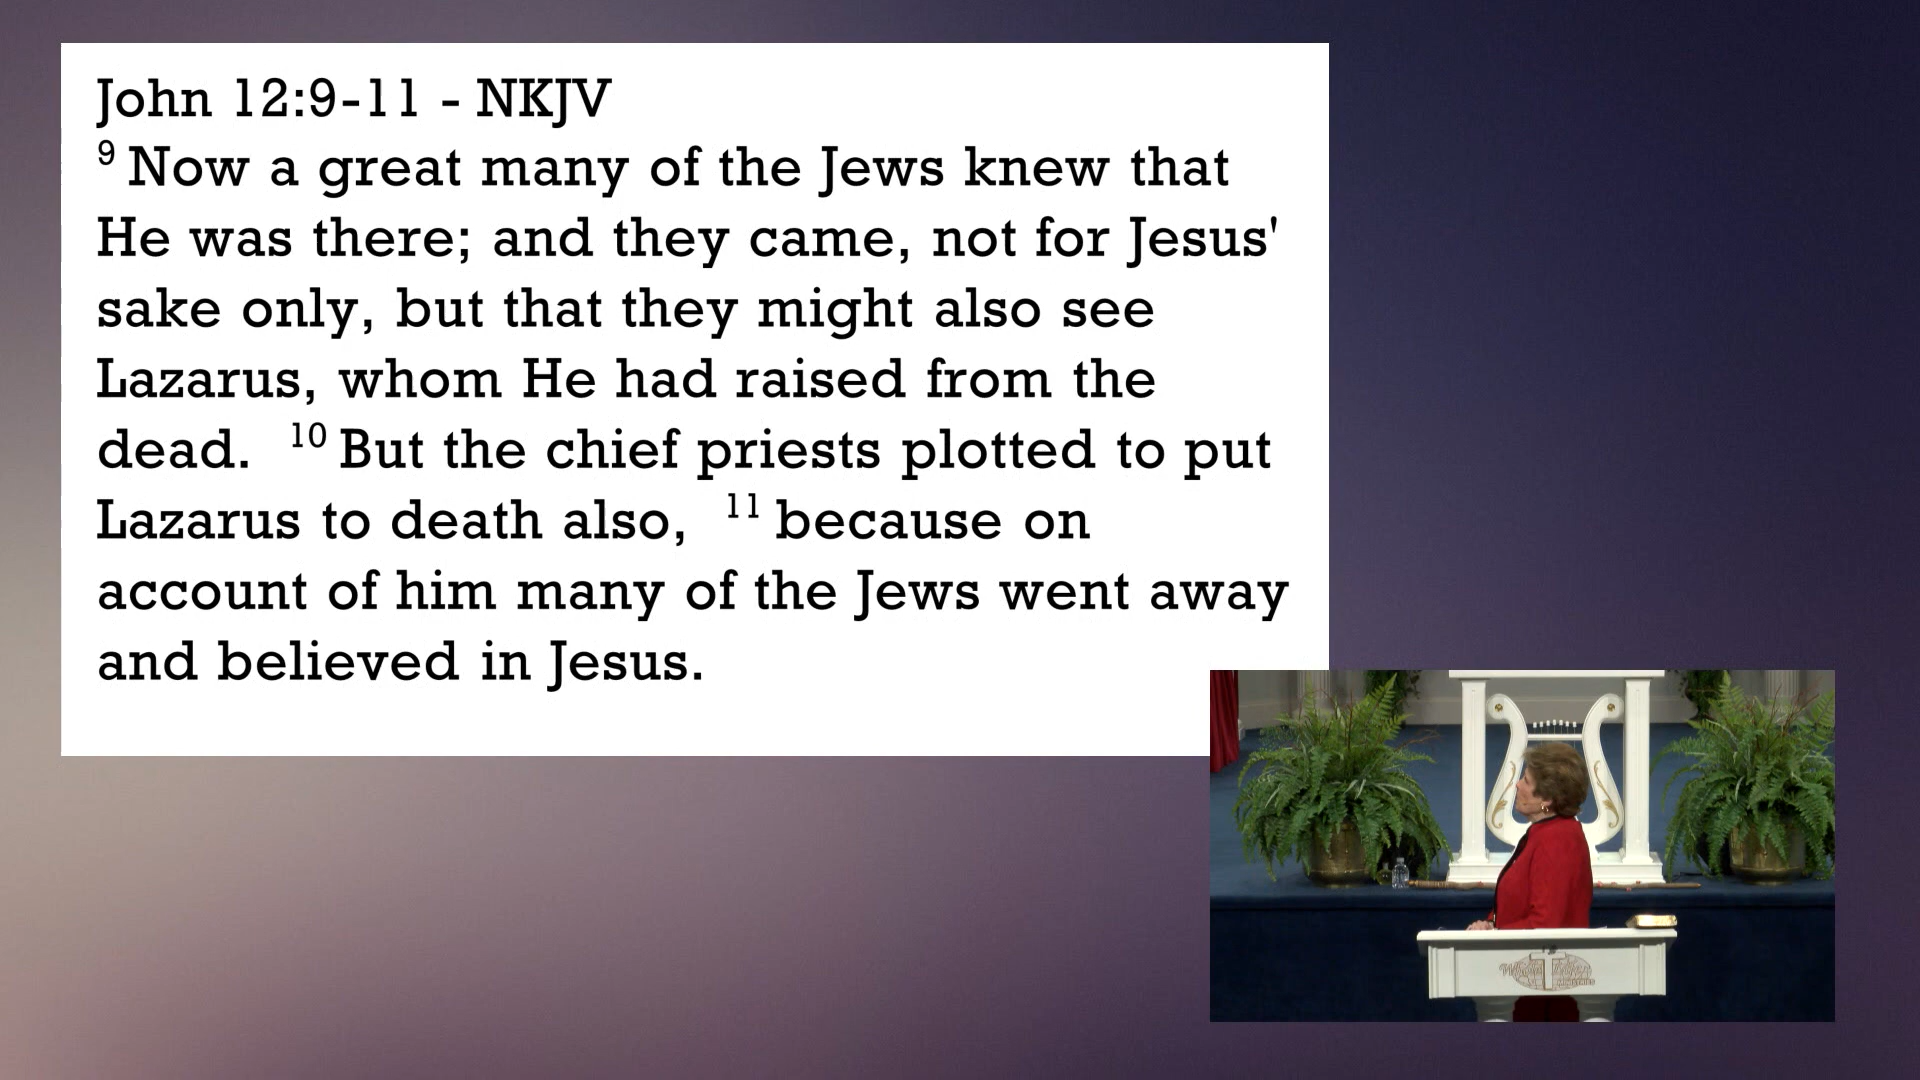 John 12:9-11 - NKJV
9 Now a great many of the Jews knew that
He was there; and they came, not for Jesus'
sake only, but that they might also see
Lazarus, whom He had raised from the
dead. 10 But the chief priests plotted to put
Lazarus to death also, 11 because on
account of him many of the Jews went away
and believed in Jesus.
MINISTRIES